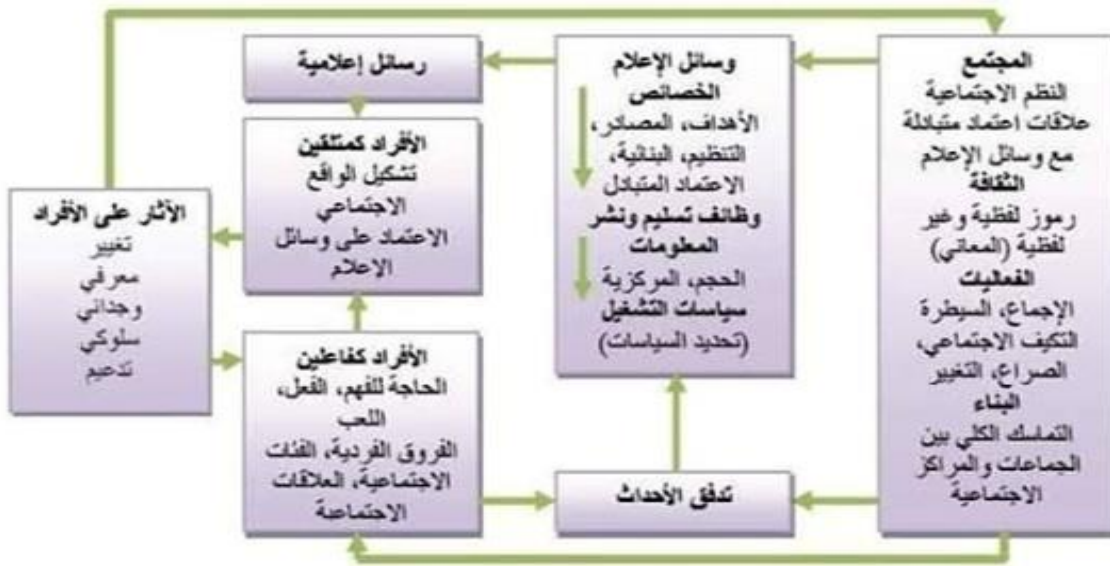 المجتمع
النظم الاجتماعية
علاقات اعتماد متبادلة
مع وسائل الإعلام
الثقافة
رموز لفظية وغير
لفظية (المعاني)
الفعاليات
الإجماع، السيطرة
التكيف الاجتماعي،
الصراع، التغيير
البناء
التماسك الكلي بين
الجماعات والمراكز
الاجتماعية
وسائل الإعلام
الخصائص
الأهداف، المصادر،
التنظيم، البنائية،
الاعتماد المتبادل
وظائف تسليم ونشر
المعلومات
الحجم، المركزية
سياسات التشغيل
(تحديد السياسات)
تدفق الأحداث
رسائل إعلامية
الأفراد كمتلقين
تشكيل الواقع
الاجتماعي
الاعتماد على وسائل
الاعلام
الأفراد كفاعلين
الحاجة للفهم، الفعل،
اللعب
الفروق الفردية، الفئات
الاجتماعية، العلاقات
الاجتماعية
الآثار على الأفراد
تغيير
معرفي
وجداني
سلوكي
تدعيم